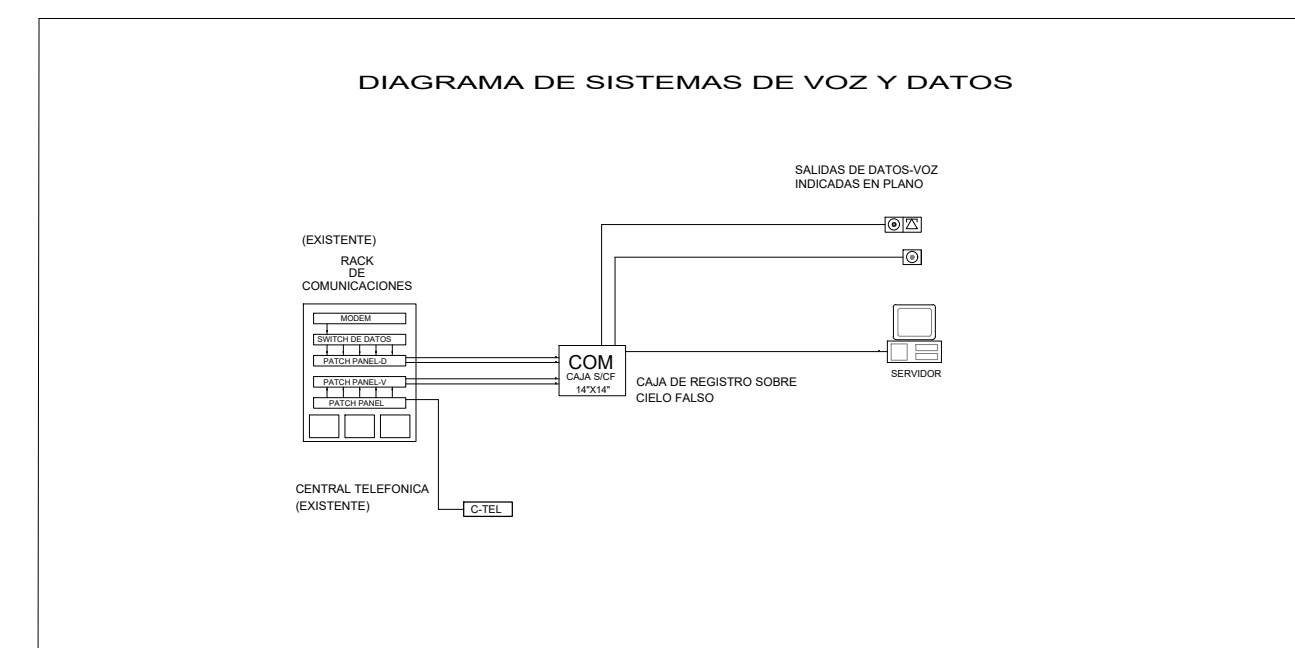 DIAGRAMA DE SISTEMAS DE VOZ Y DATOS
SALIDAS DE DATOS-VOZ
INDICADAS EN PLANO
(EXISTENTE)
RACK
DE
COMUNICACIONES
MODEM
SWITCH DE DATOS
PATCH PANEL-D
PATCH PANEL-V
PATCH PANEL
COM
CAJA S/CF
14"X14"
CAJA DE REGISTRO SOBRE
CIELO FALSO
SERVIDOR
CENTRAL TELEFONICA
(EXISTENTE)
C-TEL